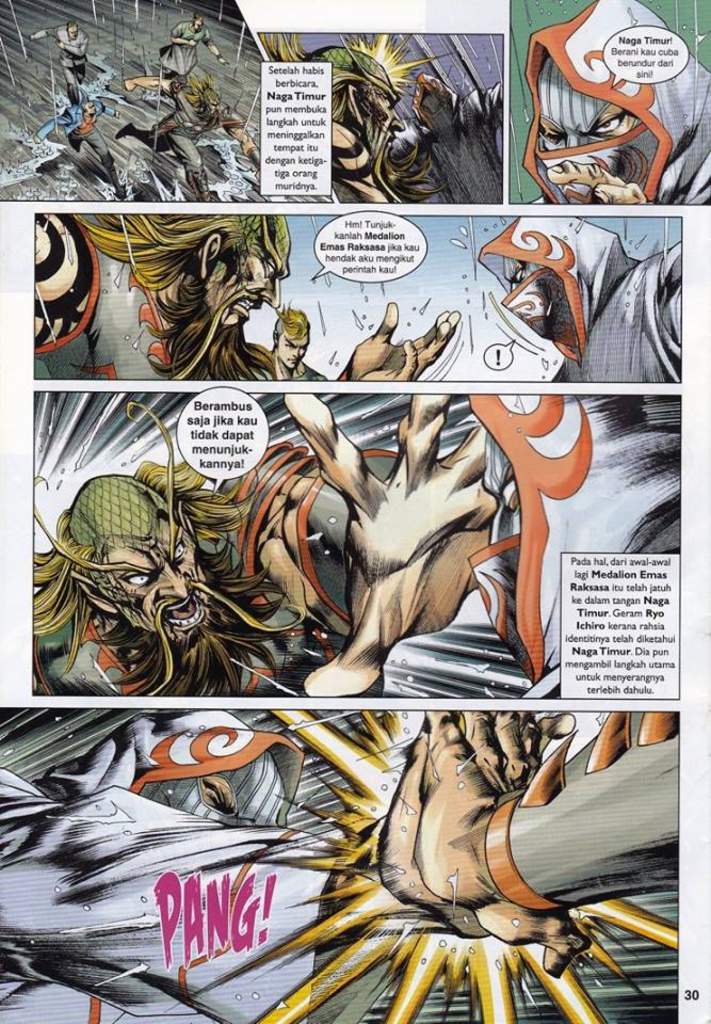 Setelah habis
berbicara,
Naga Timur
pun membuka
langkah untuk
meninggalkan
tempat itu
dengan ketiga-
tiga orang
muridnya.
Naga Timur!
Berani kau cuba
berundur dari
sini!
Hm! Tunjuk-
kanlah Medalion
Emas Raksasa jika kau
hendak aku mengikut
perintah kau!
!
Berambus
saja jika kau
tidak dapat
menunjuk-
kannya!
Pada hal, dari awal-awal
lagi Medalion Emas
Raksasa itu telah jatuh
ke dalam tangan Naga
Timur. Geram Ryo
Ichiro kerana rahsia
identitinya telah diketahui
Naga Timur. Dia pun
mengambil langkah utama
untuk menyerangnya
terlebih dahulu.
PANG!
30